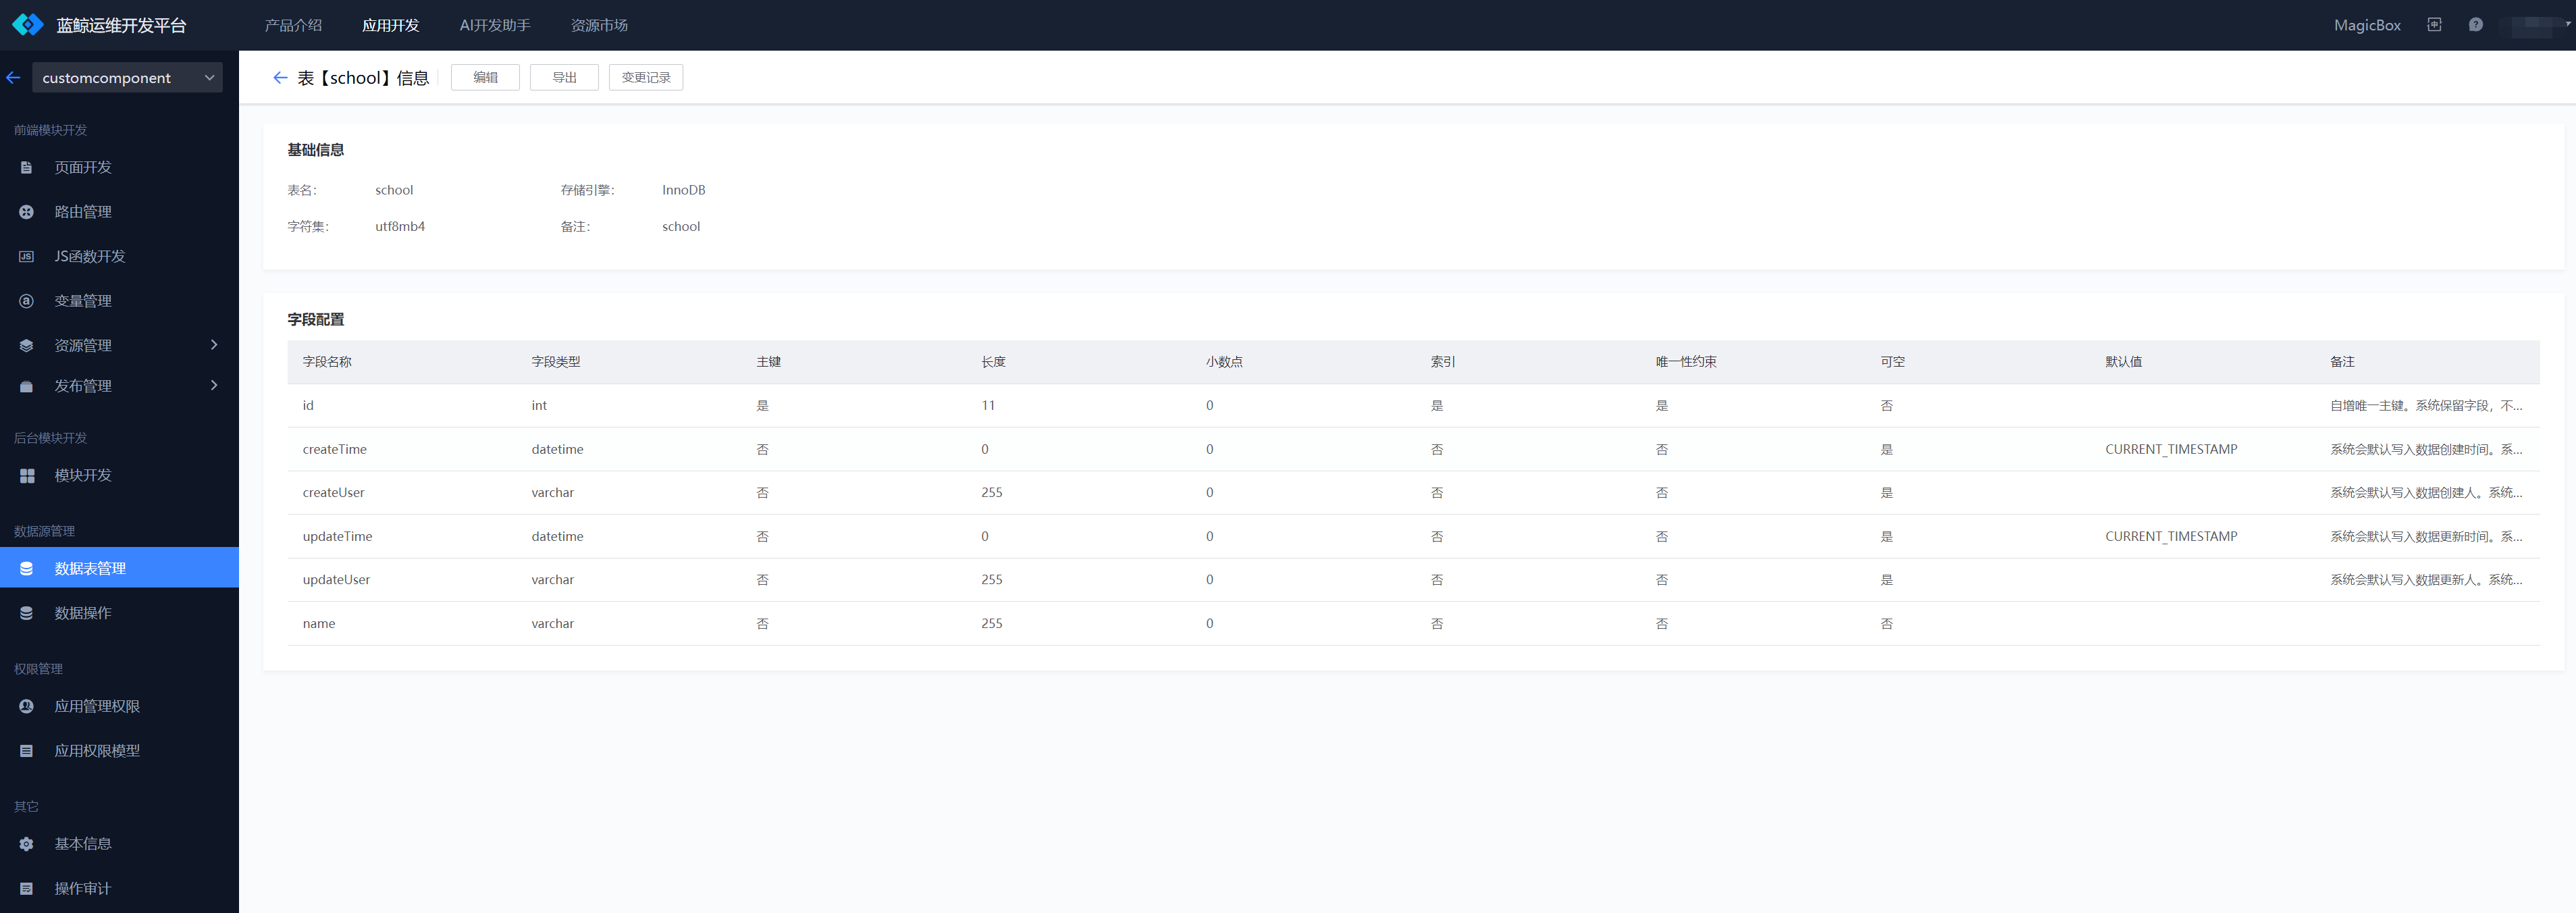 蓝鲸运维开发平台 产品介绍 应用开发 AI开发助手 资源市场 MagicBox
customcomponent
前端模块开发
页面开发
路由管理
JS函数开发
变量管理
资源管理
发布管理
后台模块开发
模块开发
数据源管理
数据表管理
数据操作
权限管理
应用管理权限
应用权限模型
其它
基本信息
操作审计
表【school】信息 编辑 导出 变更记录
基础信息
表名： school 存储引擎： InnoDB
字符集： utf8mb4 备注： school
字段配置
字段名称 字段类型 主键 长度 小数点 索引 唯一性约束 可空 默认值 备注
id int 是 11 0 是 是 否 自增唯一主键。系统保留字段，不...
createTime datetime 否 0 0 否 否 是 CURRENT_TIMESTAMP 系统会默认写入数据创建时间。系...
createUser varchar 否 255 0 否 否 是 系统会默认写入数据创建人。系统...
updateTime datetime 否 0 0 否 否 是 CURRENT_TIMESTAMP 系统会默认写入数据更新时间。系...
updateUser varchar 否 255 0 否 否 是 系统会默认写入数据更新人。系统...
name varchar 否 255 0 否 否 否